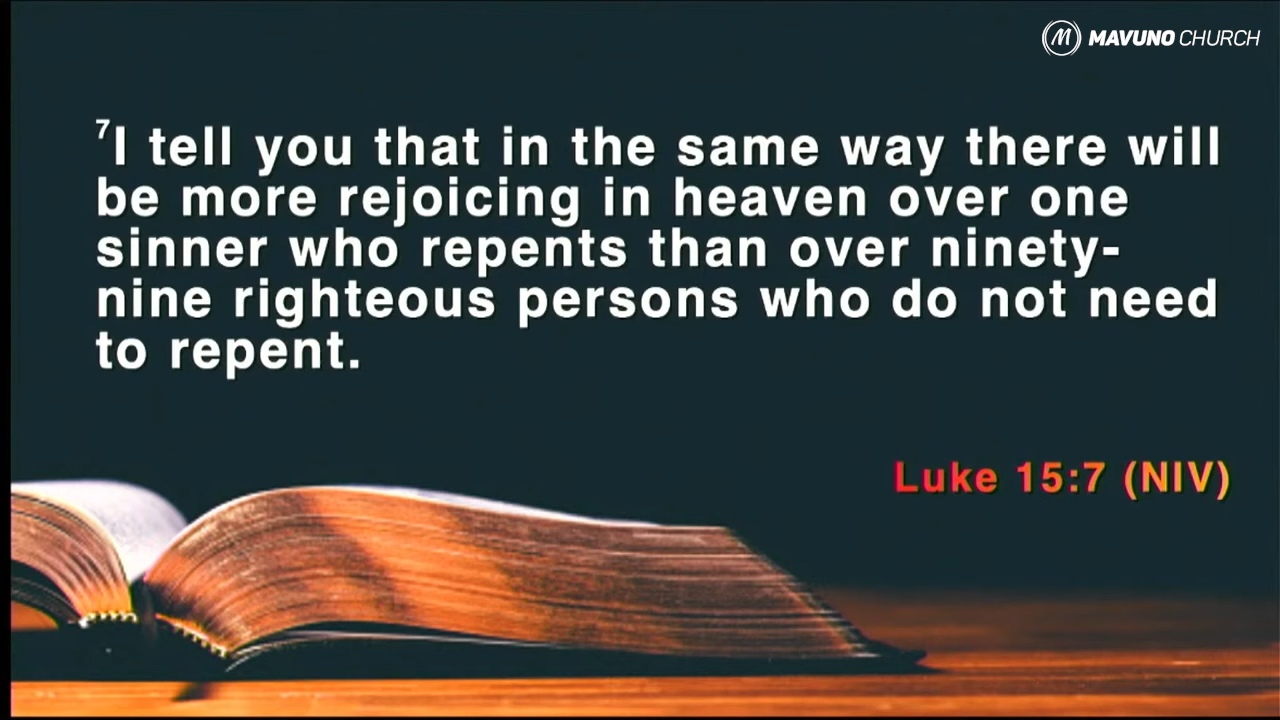 MAVUNO CHURCH
7I tell you that in the same way there will
be more rejoicing in heaven over one
sinner who repents than over ninety-
nine righteous persons who do not need
to repent.
Luke 15:7 (NIV)